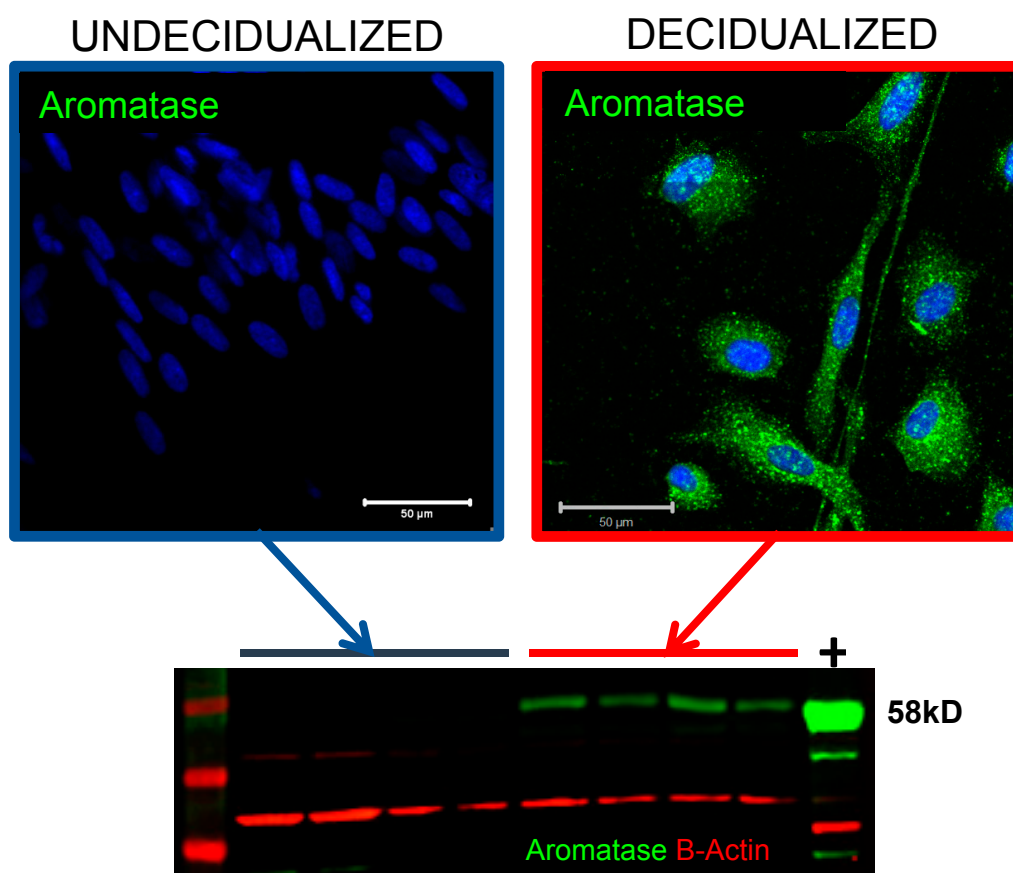 UNDECIDUALIZED
DECIDUALIZED
Aromatase
Aromatase
50 µm
50 µm
+
58kD
Aromatase B-Actin